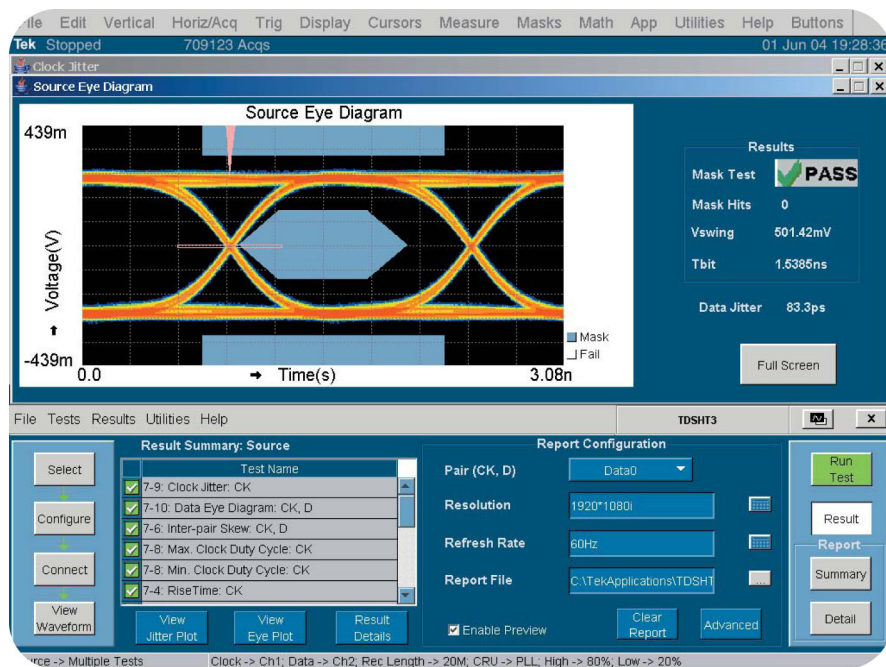 File Edit Vertical Horiz/Acq Trig Display Cursors Measure Masks Math App Utilities Help Buttons
Tek Stopped 709123 Acqs 01 Jun 04 19:28:36
Clock Jitter
Source Eye Diagram
Source Eye Diagram
439m
Voltage(V)
-439m
0.0
Time(s)
3.08n
Mask
Fail
Results
Mask Test PASS
Mask Hits 0
Vswing 501.42mV
Tbit 1.5385ns
Data Jitter 83.3ps
Full Screen
File Tests Results Utilities Help TDSHT3
Select
Configure
Connect
View
Waveform
Result Summary: Source
Test Name
7-9: Clock Jitter: CK
7-10: Data Eye Diagram: CK, D
7-6: Inter-pair Skew: CK, D
7-8: Max. Clock Duty Cycle: CK
7-8: Min. Clock Duty Cycle: CK
7-4: RiseTime: CK
View
Jitter Plot
View
Eye Plot
Result
Details
Report Configuration
Pair (CK, D) Data0
Resolution 1920*1080i
Refresh Rate 60Hz
Report File C:\TekApplications\TDSHT
...
Enable Preview
Clear
Report
Advanced
Run
Test
Result
Report
Summary
Detail
urce -> Multiple Tests Clock -> Ch1; Data -> Ch2; Rec Length -> 20M; CRU -> PLL; High -> 80%; Low -> 20%